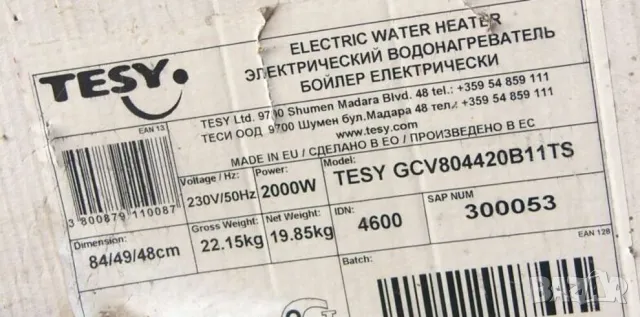 TESY
ELECTRIC WATER HEATER
ЭЛЕКТРИЧЕСКИЙ ВОДОНАГРЕВАТЕЛЬ
БОЙЛЕР ЕЛЕКТРИЧЕСКИ
TESY Ltd. 9700 Shumen Madara Blvd. 48 tel.: +359 54 859 111
ТЕСИ ООД 9700 Шумен бул.Мадара 48 тел.: +359 54 859 111
www.tesy.com
MADE IN EU / СДЕЛАНО В ЕО / ПРОИЗВЕДЕНО В ЕС
EAN 13
3 800879 110087
Voltage / Hz:
230V/50Hz
Power:
2000W
Model:
TESY GCV804420B11TS
Dimension:
84/49/48cm
Gross Weight:
22.15kg
Net Weight:
19.85kg
IDN:
4600
SAP NUM
300053
Batch:
EAN 128
BAZAR